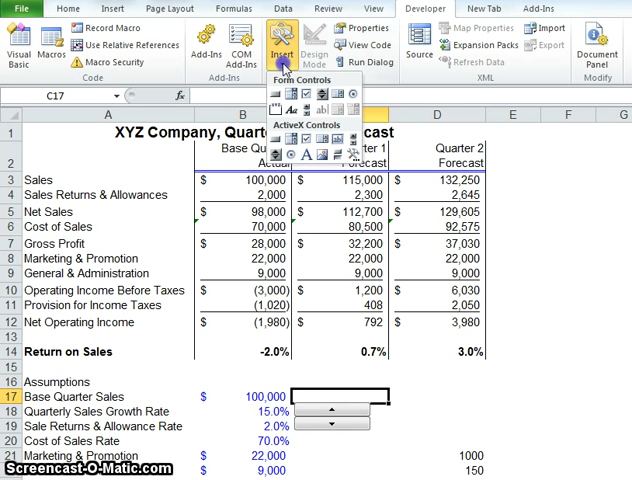 File Home Insert Page Layout Formulas Data Review View Developer New Tab Add-Ins
Visual Basic Macros Record Macro Use Relative References Macro Security Code
Add-Ins COM Add-Ins Add-Ins
Insert Design Mode Properties View Code Run Dialog
Source Map Properties Expansion Packs Refresh Data Import Export XML
Document Panel Modify
Form Controls
Aa ab|
ActiveX Controls
A
C17 fx
A B D E F G
1 XYZ Company, Quar ecast
2 Base Qu Actual rter 1 Forecast Quarter 2 Forecast
3 Sales $ 100,000 $ 115,000 $ 132,250
4 Sales Returns & Allowances 2,000 2,300 2,645
5 Net Sales $ 98,000 $ 112,700 $ 129,605
6 Cost of Sales 70,000 80,500 92,575
7 Gross Profit $ 28,000 $ 32,200 $ 37,030
8 Marketing & Promotion 22,000 22,000 22,000
9 General & Administration 9,000 9,000 9,000
10 Operating Income Before Taxes $ (3,000) $ 1,200 $ 6,030
11 Provision for Income Taxes (1,020) 408 2,050
12 Net Operating Income $ (1,980) $ 792 $ 3,980
13
14 Return on Sales -2.0% 0.7% 3.0%
15
16 Assumptions
17 Base Quarter Sales $ 100,000
18 Quarterly Sales Growth Rate 15.0%
19 Sale Returns & Allowance Rate 2.0%
20 Cost of Sales Rate 70.0%
21 Marketing & Promotion $ 22,000 1000
$ 9,000 150
Screencast-O-Matic.com